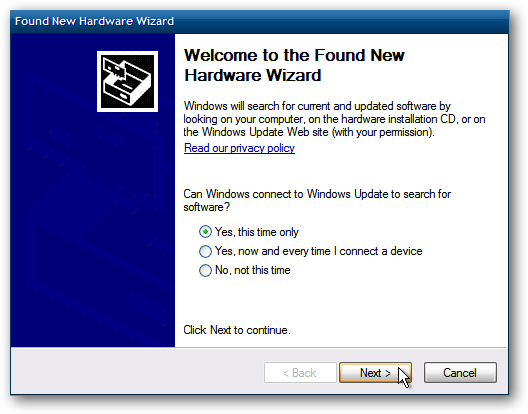 Found New Hardware Wizard
Welcome to the Found New
Hardware Wizard
Windows will search for current and updated software by
looking on your computer, on the hardware installation CD, or on
the Windows Update Web site (with your permission).
Read our privacy policy
Can Windows connect to Windows Update to search for
software?
Yes, this time only
Yes, now and every time I connect a device
No, not this time
Click Next to continue.
< Back Next > Cancel